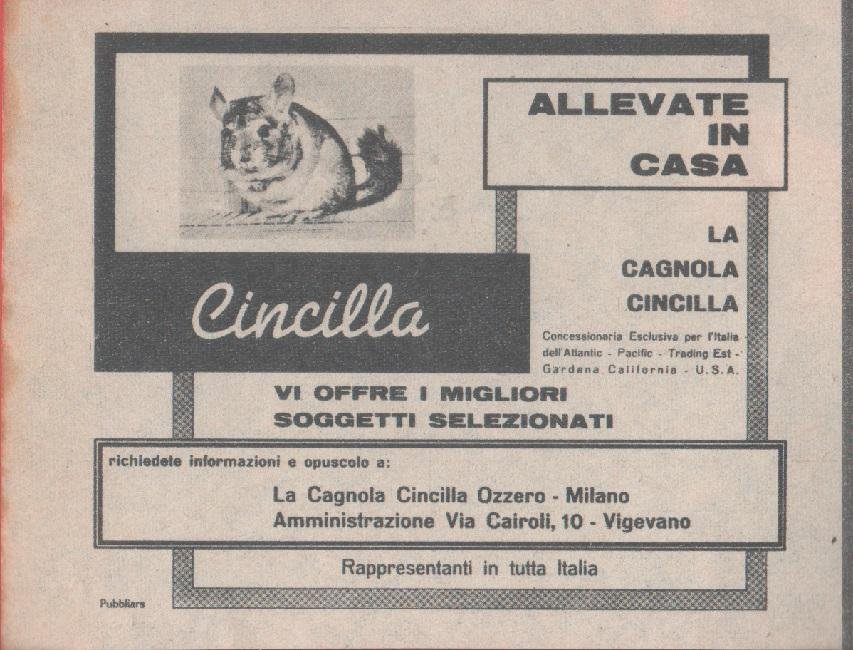 ALLEVATE
IN
CASA
LA
CAGNOLA
CINCILLA
Cincilla
Concessionaria Esclusiva per l'Italia
dell'Atlantic - Pacific - Trading Est -
Gardena California - U.S.A.
VI OFFRE I MIGLIORI
SOGGETTI SELEZIONATI
richiedete informazioni e opuscolo a:
La Cagnola Cincilla Ozzero - Milano
Amministrazione Via Cairoli, 10 - Vigevano
Rappresentanti in tutta Italia
Pubbliars